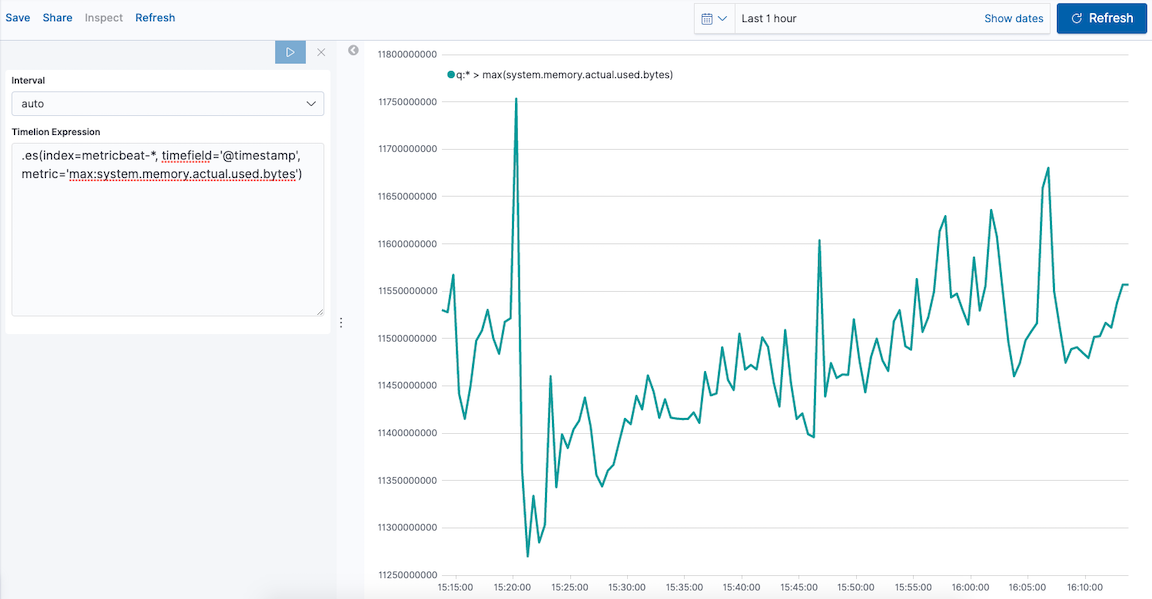 Save Share Inspect Refresh
Last 1 hour
Show dates
Refresh
Interval
auto
Timelion Expression
.es(index=metricbeat-*, timefield='@timestamp',
metric='max:system.memory.actual.used.bytes')
q:* > max(system.memory.actual.used.bytes)
11800000000
11750000000
11700000000
11650000000
11600000000
11550000000
11500000000
11450000000
11400000000
11350000000
11300000000
11250000000
15:15:00 15:20:00 15:25:00 15:30:00 15:35:00 15:40:00 15:45:00 15:50:00 15:55:00 16:00:00 16:05:00 16:10:00